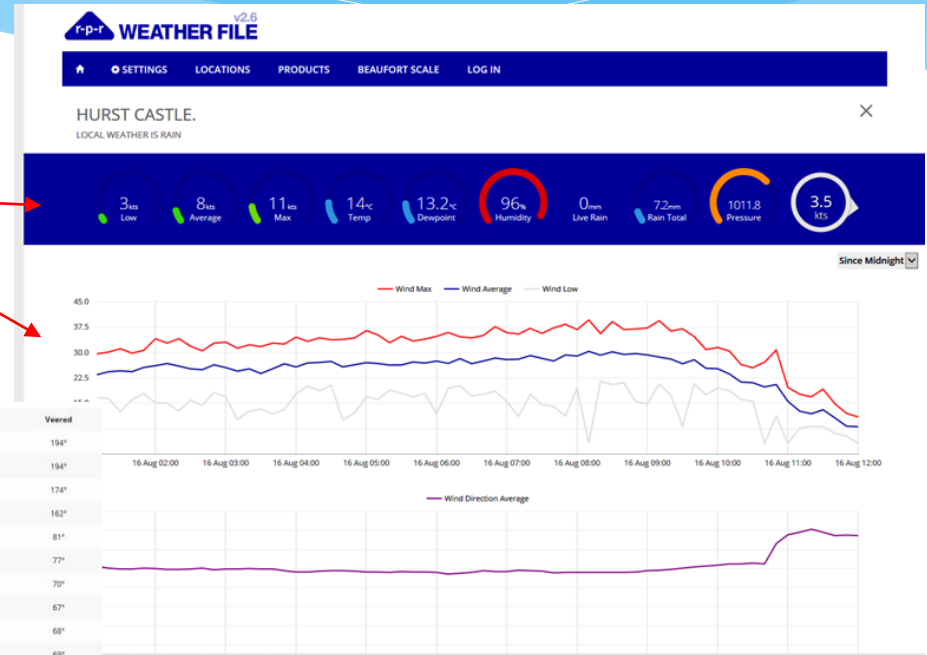 v2.6
r-p-r WEATHER FILE
SETTINGS LOCATIONS PRODUCTS BEAUFORT SCALE LOG IN
HURST CASTLE.
LOCAL WEATHER IS RAIN
3kts 8kts 11kts 14°C 13.2°C 96% 0mm 7.2mm 1011.8 3.5
Low Average Max Temp Dewpoint Humidity Live Rain Rain Total Pressure kts
Since Midnight
Wind Max Wind Average Wind Low
45.0
37.5
30.0
22.5
16 Aug 02:00 16 Aug 03:00 16 Aug 04:00 16 Aug 05:00 16 Aug 06:00 16 Aug 07:00 16 Aug 08:00 16 Aug 09:00 16 Aug 10:00 16 Aug 11:00 16 Aug 12:00
Wind Direction Average
Veered
194°
194°
174°
162°
81°
77°
70°
67°
68°